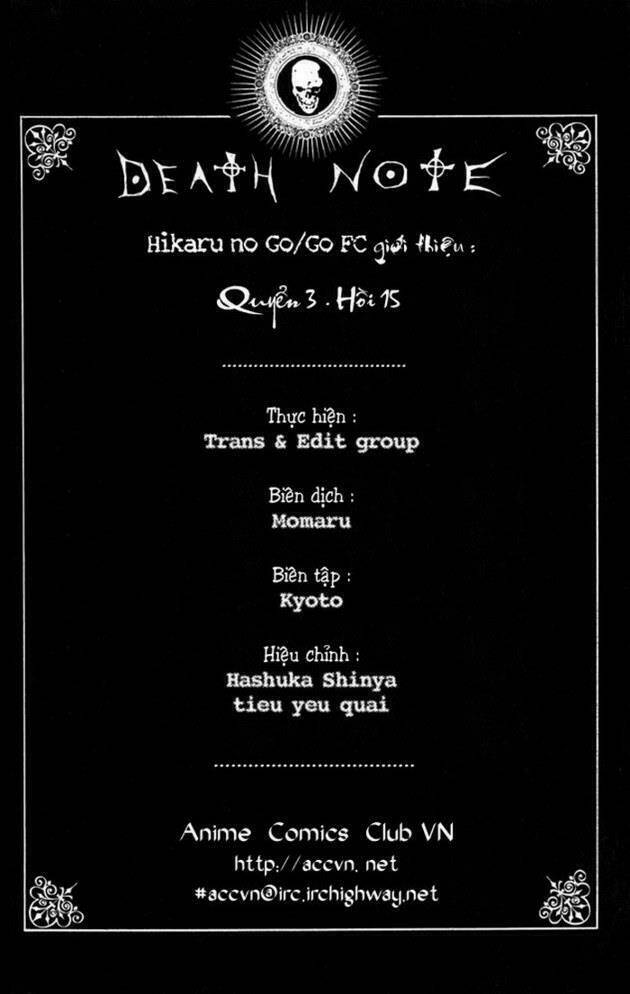 DEATH NOTE
Hikaru no Go/Go FC giới thiệu :
Quyển 3 . Hồi 15
Thực hiện :
Trans & Edit group
Biên dịch :
Momaru
Biên tập :
Kyoto
Hiệu chỉnh :
Hashuka Shinya
tieu yeu quai
Anime Comics Club VN
http://accvn. net
#accvn@irc.irchighway.net